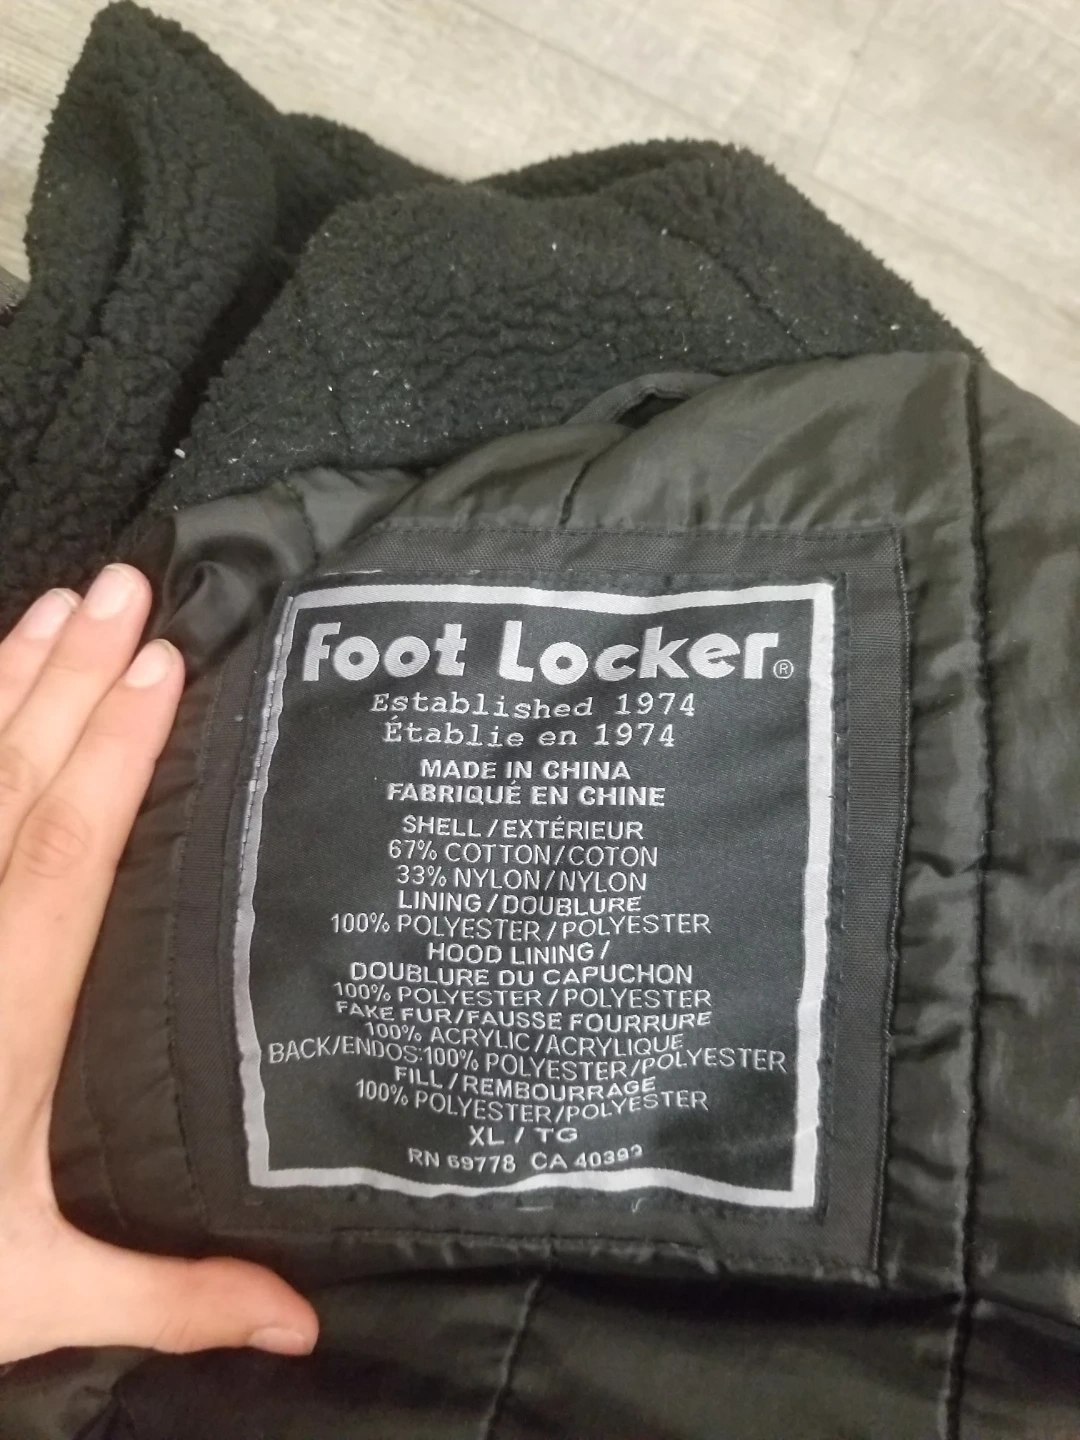 Foot Locker®
Established 1974
Établie en 1974
MADE IN CHINA
FABRIQUÉ EN CHINE
SHELL/EXTÉRIEUR
67% COTTON/COTON
33% NYLON/NYLON
LINING/DOUBLURE
100% POLYESTER/POLYESTER
HOOD LINING/
DOUBLURE DU CAPUCHON
100% POLYESTER/POLYESTER
FAKE FUR/FAUSSE FOURRURE
100% ACRYLIC/ACRYLIQUE
BACK/ENDOS:100% POLYESTER/POLYESTER
FILL/REMBOURRAGE
100% POLYESTER/POLYESTER
XL/TG
RN 69778 CA